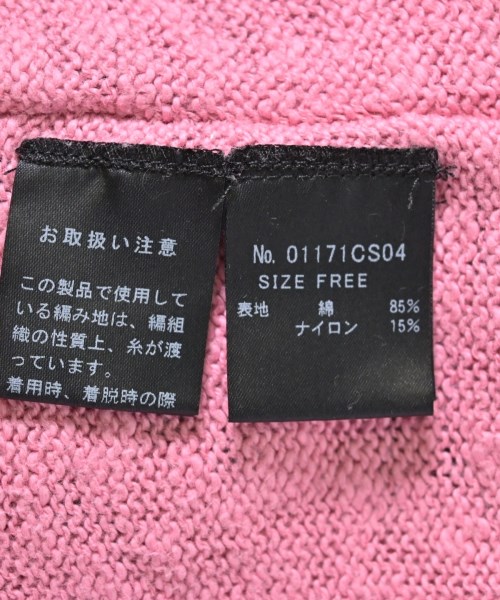 お取扱い注意
この製品で使用して
いる編み地は、編組
織の性質上、糸が渡
っています。
着用時、着脱時の際
No. 01171CS04
SIZE FREE
表地 綿 85%
ナイロン 15%